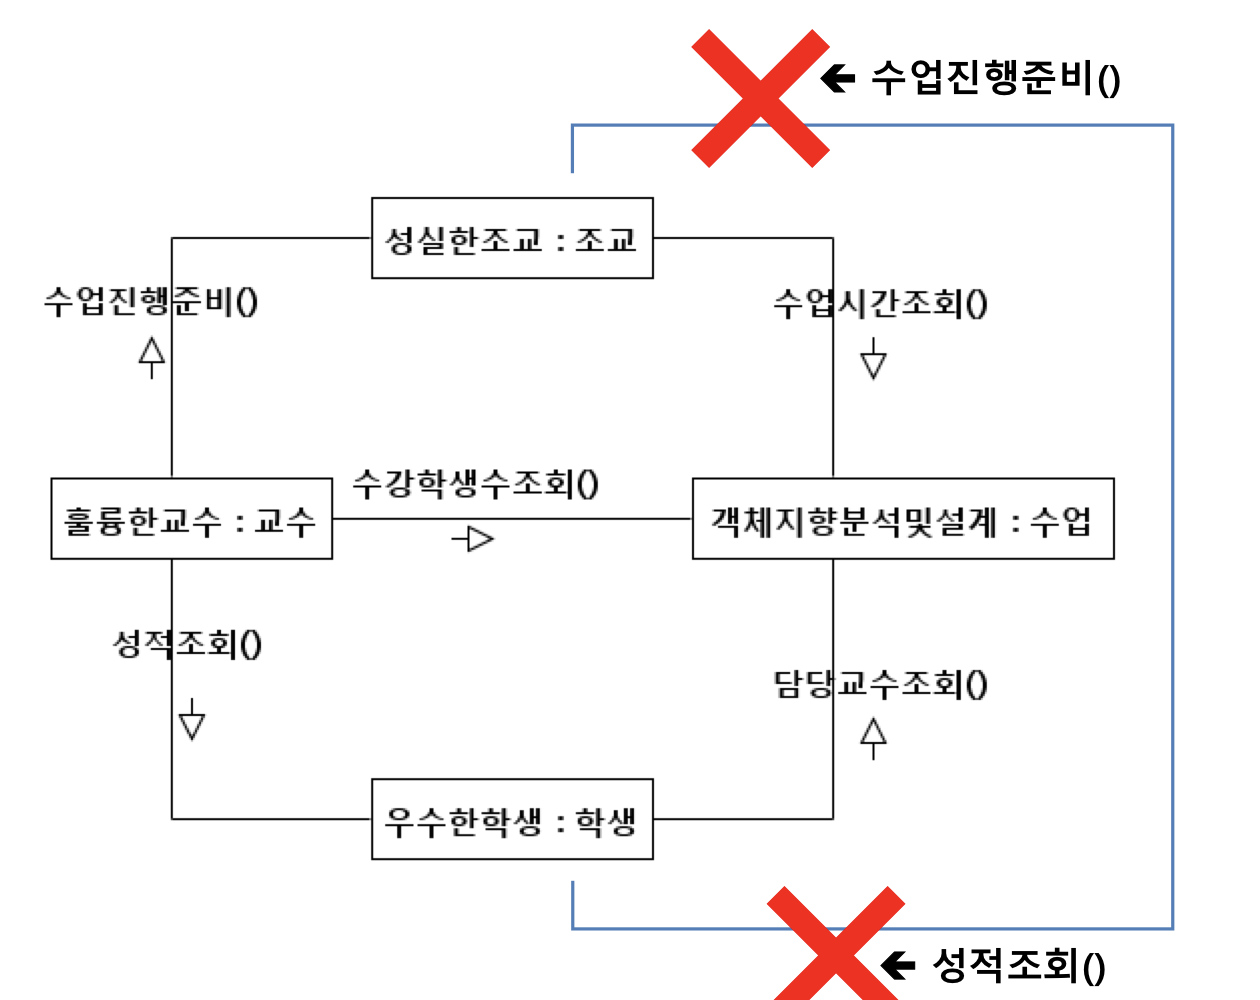 🡸 수업진행준비()
성실한조교 : 조교
수업진행준비()
수업시간조회()
수강학생수조회()
훌륭한교수 : 교수
객체지향분석및설계 : 수업
성적조회()
담당교수조회()
우수한학생 : 학생
🡸 성적조회()